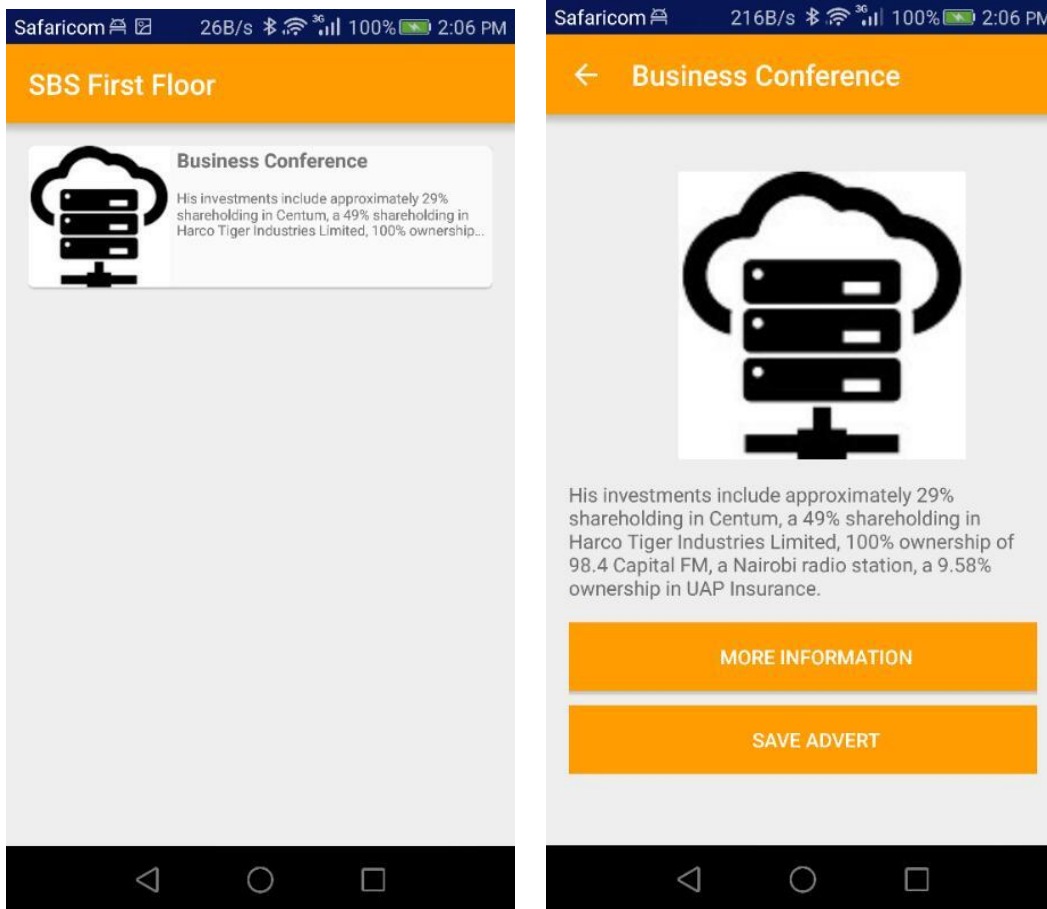 Safaricom 26B/s 3G 100% 2:06 PM
SBS First Floor
Business Conference
His investments include approximately 29%
shareholding in Centum, a 49% shareholding in
Harco Tiger Industries Limited, 100% ownership...
Safaricom 216B/s 3G 100% 2:06 PM
Business Conference
His investments include approximately 29%
shareholding in Centum, a 49% shareholding in
Harco Tiger Industries Limited, 100% ownership of
98.4 Capital FM, a Nairobi radio station, a 9.58%
ownership in UAP Insurance.
MORE INFORMATION
SAVE ADVERT